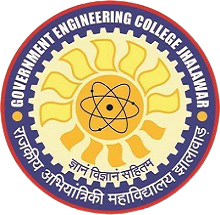 GOVERNMENT ENGINEERING COLLEGE JHALAWAR
ज्ञानं विज्ञानं सहितम्
राजकीय अभियांत्रिकी महाविद्यालय झालावाड़